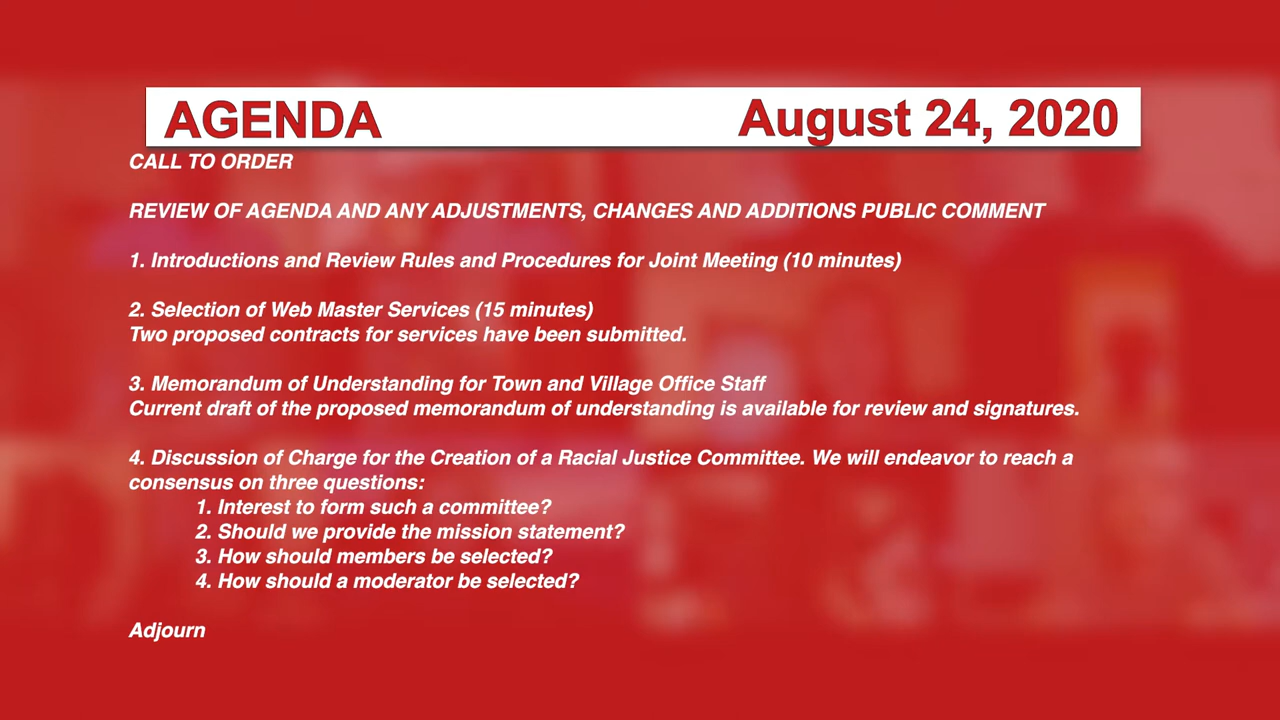 AGENDA August 24, 2020
CALL TO ORDER
REVIEW OF AGENDA AND ANY ADJUSTMENTS, CHANGES AND ADDITIONS PUBLIC COMMENT
1. Introductions and Review Rules and Procedures for Joint Meeting (10 minutes)
2. Selection of Web Master Services (15 minutes)
Two proposed contracts for services have been submitted.
3. Memorandum of Understanding for Town and Village Office Staff
Current draft of the proposed memorandum of understanding is available for review and signatures.
4. Discussion of Charge for the Creation of a Racial Justice Committee. We will endeavor to reach a
consensus on three questions:
1. Interest to form such a committee?
2. Should we provide the mission statement?
3. How should members be selected?
4. How should a moderator be selected?
Adjourn